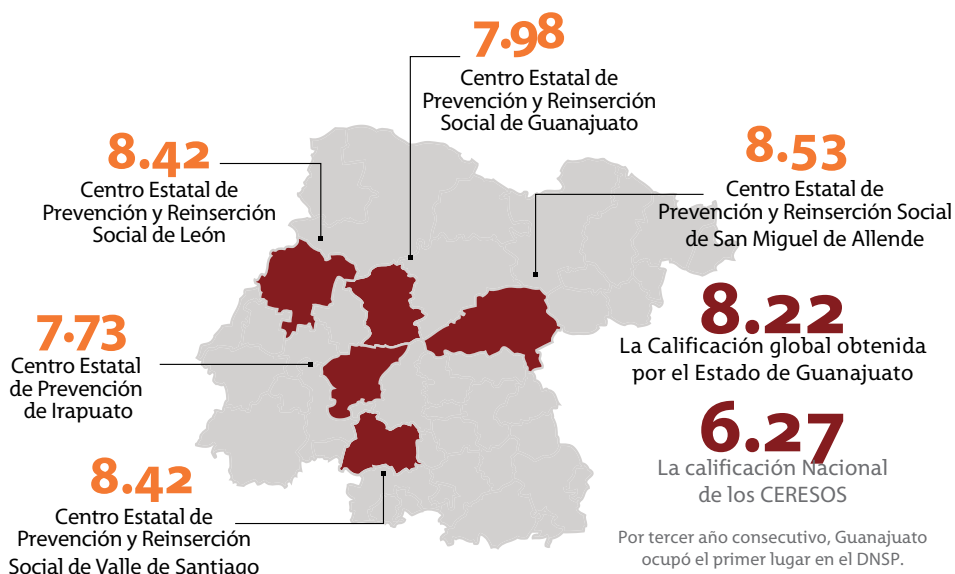 7.98
Centro Estatal de
Prevención y Reinserción
Social de Guanajuato
8.42
Centro Estatal de
Prevención y Reinserción
Social de León
8.53
Centro Estatal de
Prevención y Reinserción Social
de San Miguel de Allende
7.73
Centro Estatal
de Prevención
de Irapuato
8.22
La Calificación global obtenida
por el Estado de Guanajuato
6.27
La calificación Nacional
de los CERESOS
8.42
Centro Estatal de
Prevención y Reinserción
Social de Valle de Santiago
Por tercer año consecutivo, Guanajuato
ocupó el primer lugar en el DNSP.